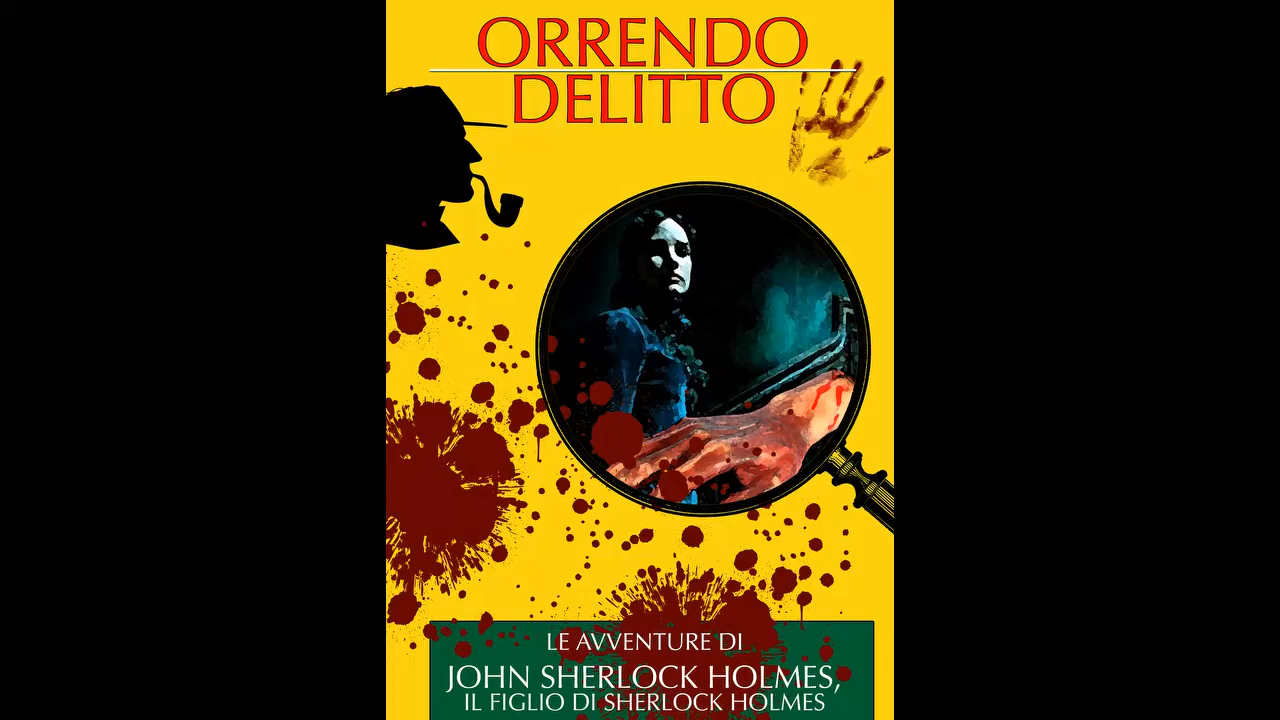 ORRENDO
DELITTO
LE AVVENTURE DI
JOHN SHERLOCK HOLMES,
IL FIGLIO DI SHERLOCK HOLMES